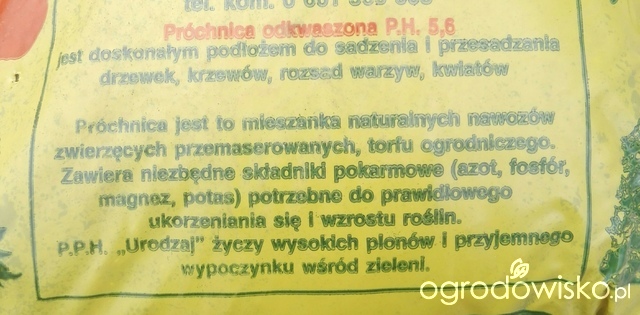 Próchnica odkwaszona P.H. 5,6
jest doskonałym podłożem do sadzenia i przesadzania
drzewek, krzewów, rozsad warzyw, kwiatów
Próchnica jest to mieszanka naturalnych nawozów
zwierzęcych przemaserowanych, torfu ogrodniczego.
Zawiera niezbędne składniki pokarmowe (azot, fosfór,
magnez, potas) potrzebne do prawidłowego
ukorzeniania się i wzrostu roślin.
P.P.H. „Urodzaj" życzy wysokich plonów i przyjemnego
wypoczynku wśród zieleni.
ogrodowisko.pl